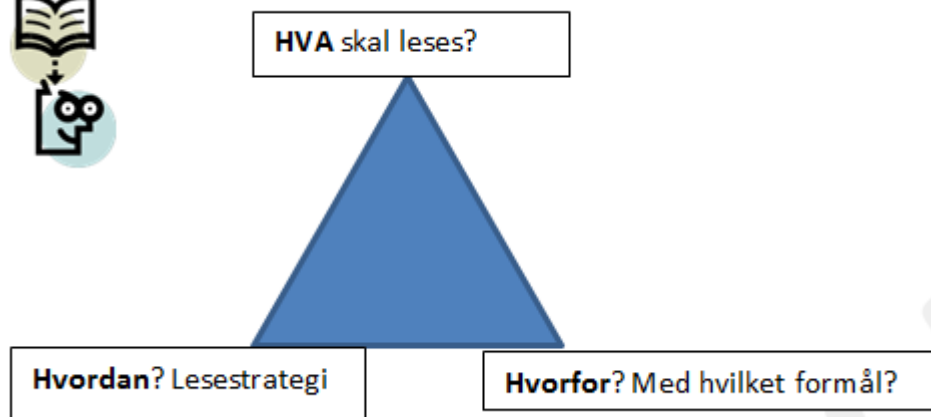 HVA skal leses?
Hvordan? Lesestrategi
Hvorfor? Med hvilket formål?